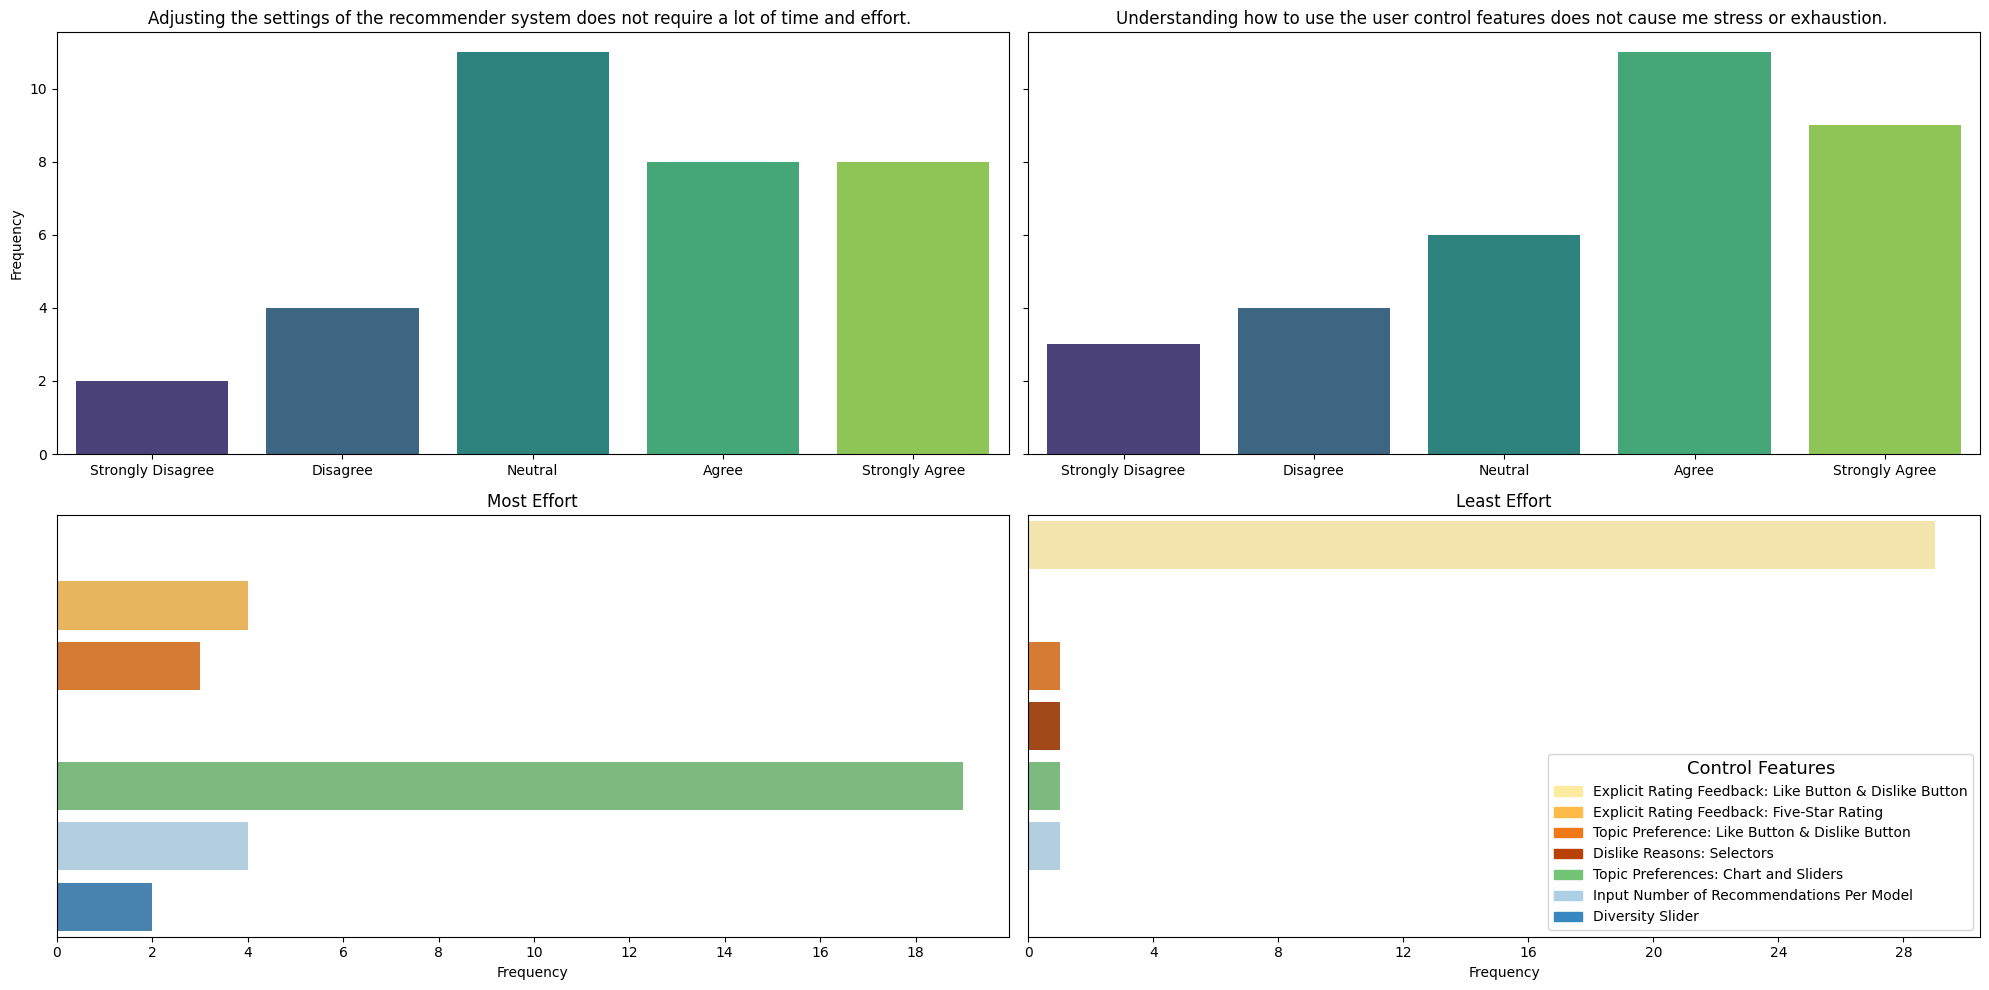 Adjusting the settings of the recommender system does not require a lot of time and effort.
Understanding how to use the user control features does not cause me stress or exhaustion.
10
8
6
4
2
0
Frequency
Strongly Disagree
Disagree
Neutral
Agree
Strongly Agree
Strongly Disagree
Disagree
Neutral
Agree
Strongly Agree
Most Effort
0
2
4
6
8
10
12
14
16
18
Frequency
Least Effort
Control Features
Explicit Rating Feedback: Like Button & Dislike Button
Explicit Rating Feedback: Five-Star Rating
Topic Preference: Like Button & Dislike Button
Dislike Reasons: Selectors
Topic Preferences: Chart and Sliders
Input Number of Recommendations Per Model
Diversity Slider
0
4
8
12
16
20
24
28
Frequency